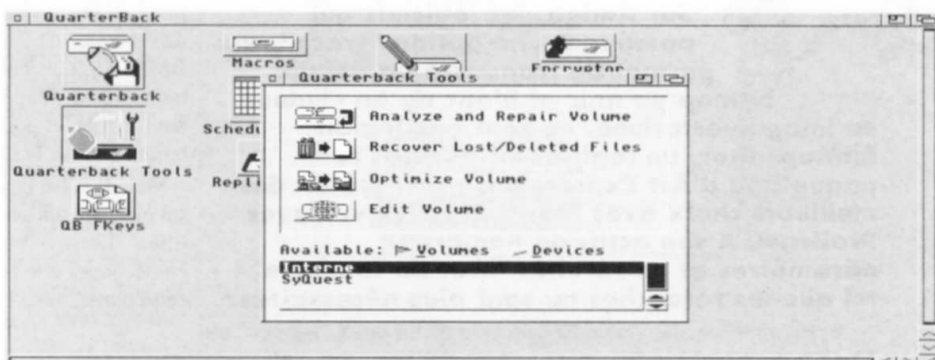 QuarterBack
Quarterback
Macros
Encryptor
Quarterback Tools
QB FKeys
Quarterback Tools
Analyze and Repair Volume
Recover Lost/Deleted Files
Optimize Volume
Edit Volume
Available: Volumes Devices
Interne
SyQuest